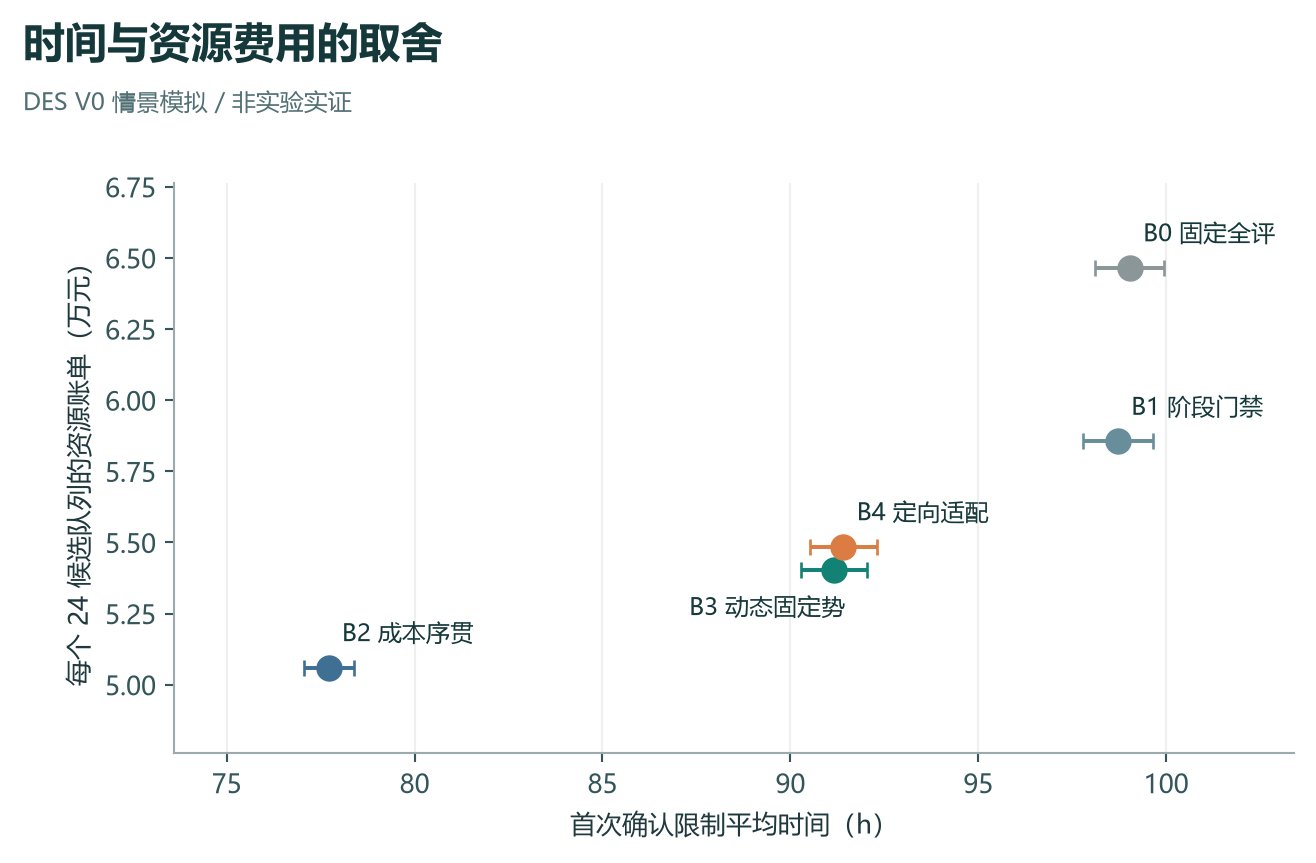 时间与资源费用的取舍
DES V0 情景模拟 / 非实验实证
每个 24 候选队列的资源账单（万元）
6.75
6.50
6.25
6.00
5.75
5.50
5.25
5.00
B0 固定全评
B1 阶段门禁
B4 定向适配
B3 动态固定势
B2 成本序贯
75
80
85
90
95
100
首次确认限制平均时间（h）